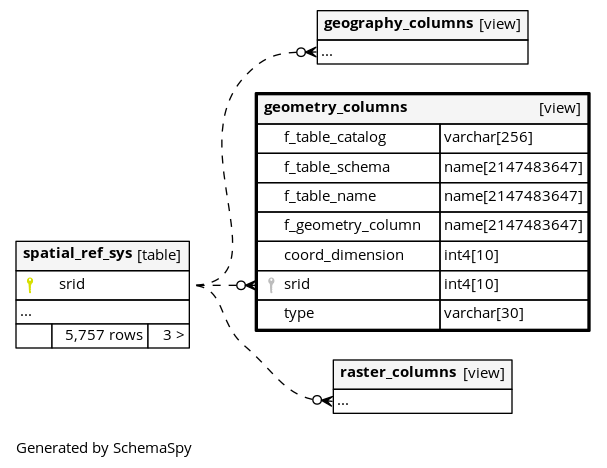 geography_columns [view]
...
geometry_columns [view]
f_table_catalog varchar[256]
f_table_schema name[2147483647]
f_table_name name[2147483647]
f_geometry_column name[2147483647]
coord_dimension int4[10]
srid int4[10]
type varchar[30]
spatial_ref_sys [table]
srid
...
5,757 rows 3 >
raster_columns [view]
...
Generated by SchemaSpy